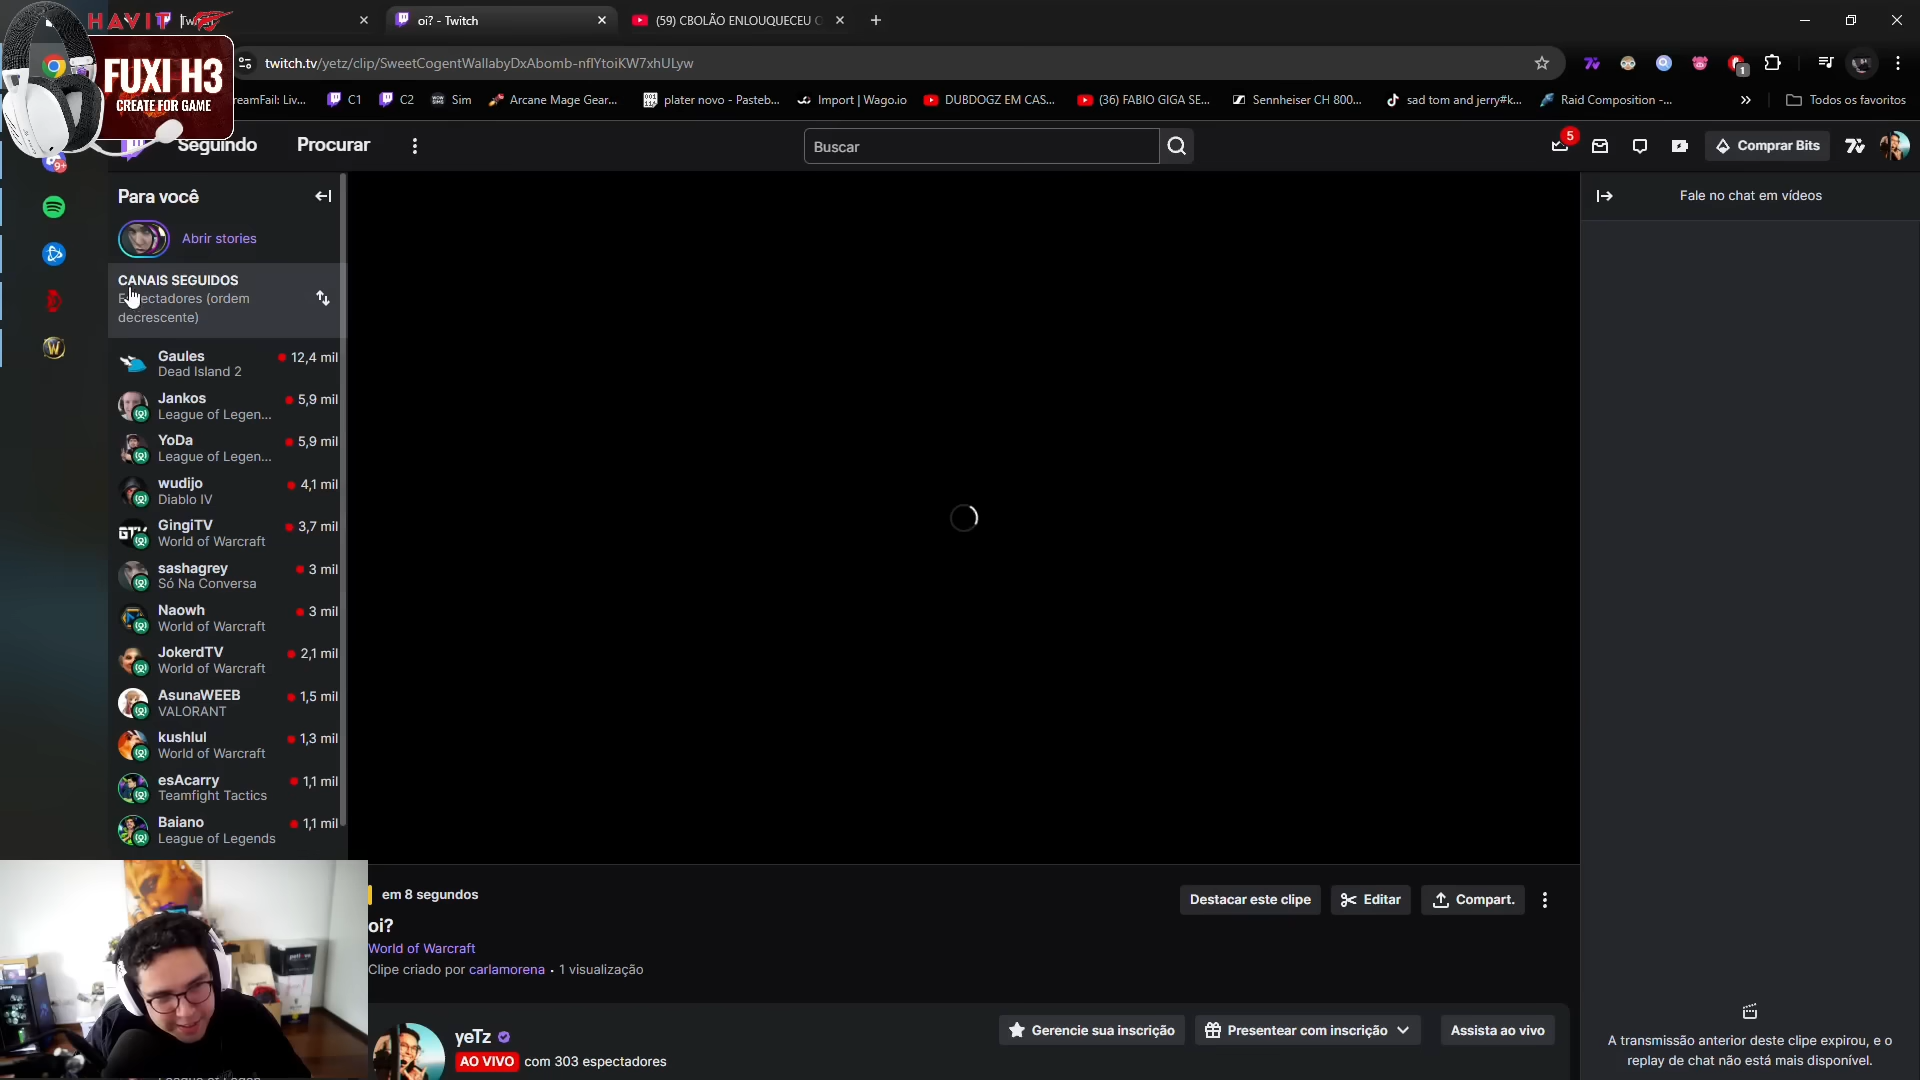 HAVIT
FUXI H3
CREATE FOR GAME
oi? - Twitch
(59) CBOLÃO ENLOUQUECEU
twitch.tv/yetz/clip/SweetCogentWallabyDxAbomb-nflYtoiKW7xhULyw
1
reamFail: Liv...
C1
C2
Sim
Arcane Mage Gear...
plater novo - Pasteb...
Import | Wago.io
DUBDOGZ EM CAS...
(36) FABIO GIGA SE...
Sennheiser CH 800...
sad tom and jerry#k...
Raid Composition -...
Todos os favoritos
9+
Seguindo
Procurar
Buscar
5
Comprar Bits
Para você
Abrir stories
CANAIS SEGUIDOS
Espectadores (ordem
decrescente)
Gaules
12,4 mil
Dead Island 2
Jankos
5,9 mil
League of Legen...
YoDa
5,9 mil
League of Legen...
wudijo
4,1 mil
Diablo IV
GingiTV
3,7 mil
World of Warcraft
sashagrey
3 mil
Só Na Conversa
Naowh
3 mil
World of Warcraft
JokerdTV
2,1 mil
World of Warcraft
AsunaWEEB
1,5 mil
VALORANT
kushlul
1,3 mil
World of Warcraft
esAcarry
1,1 mil
Teamfight Tactics
Baiano
1,1 mil
League of Legends
Fale no chat em vídeos
em 8 segundos
oi?
World of Warcraft
Clipe criado por carlamorena · 1 visualização
Destacar este clipe
Editar
Compart.
yeTz
AO VIVO com 303 espectadores
Gerencie sua inscrição
Presentear com inscrição
Assista ao vivo
A transmissão anterior deste clipe expirou, e o
replay de chat não está mais disponível.